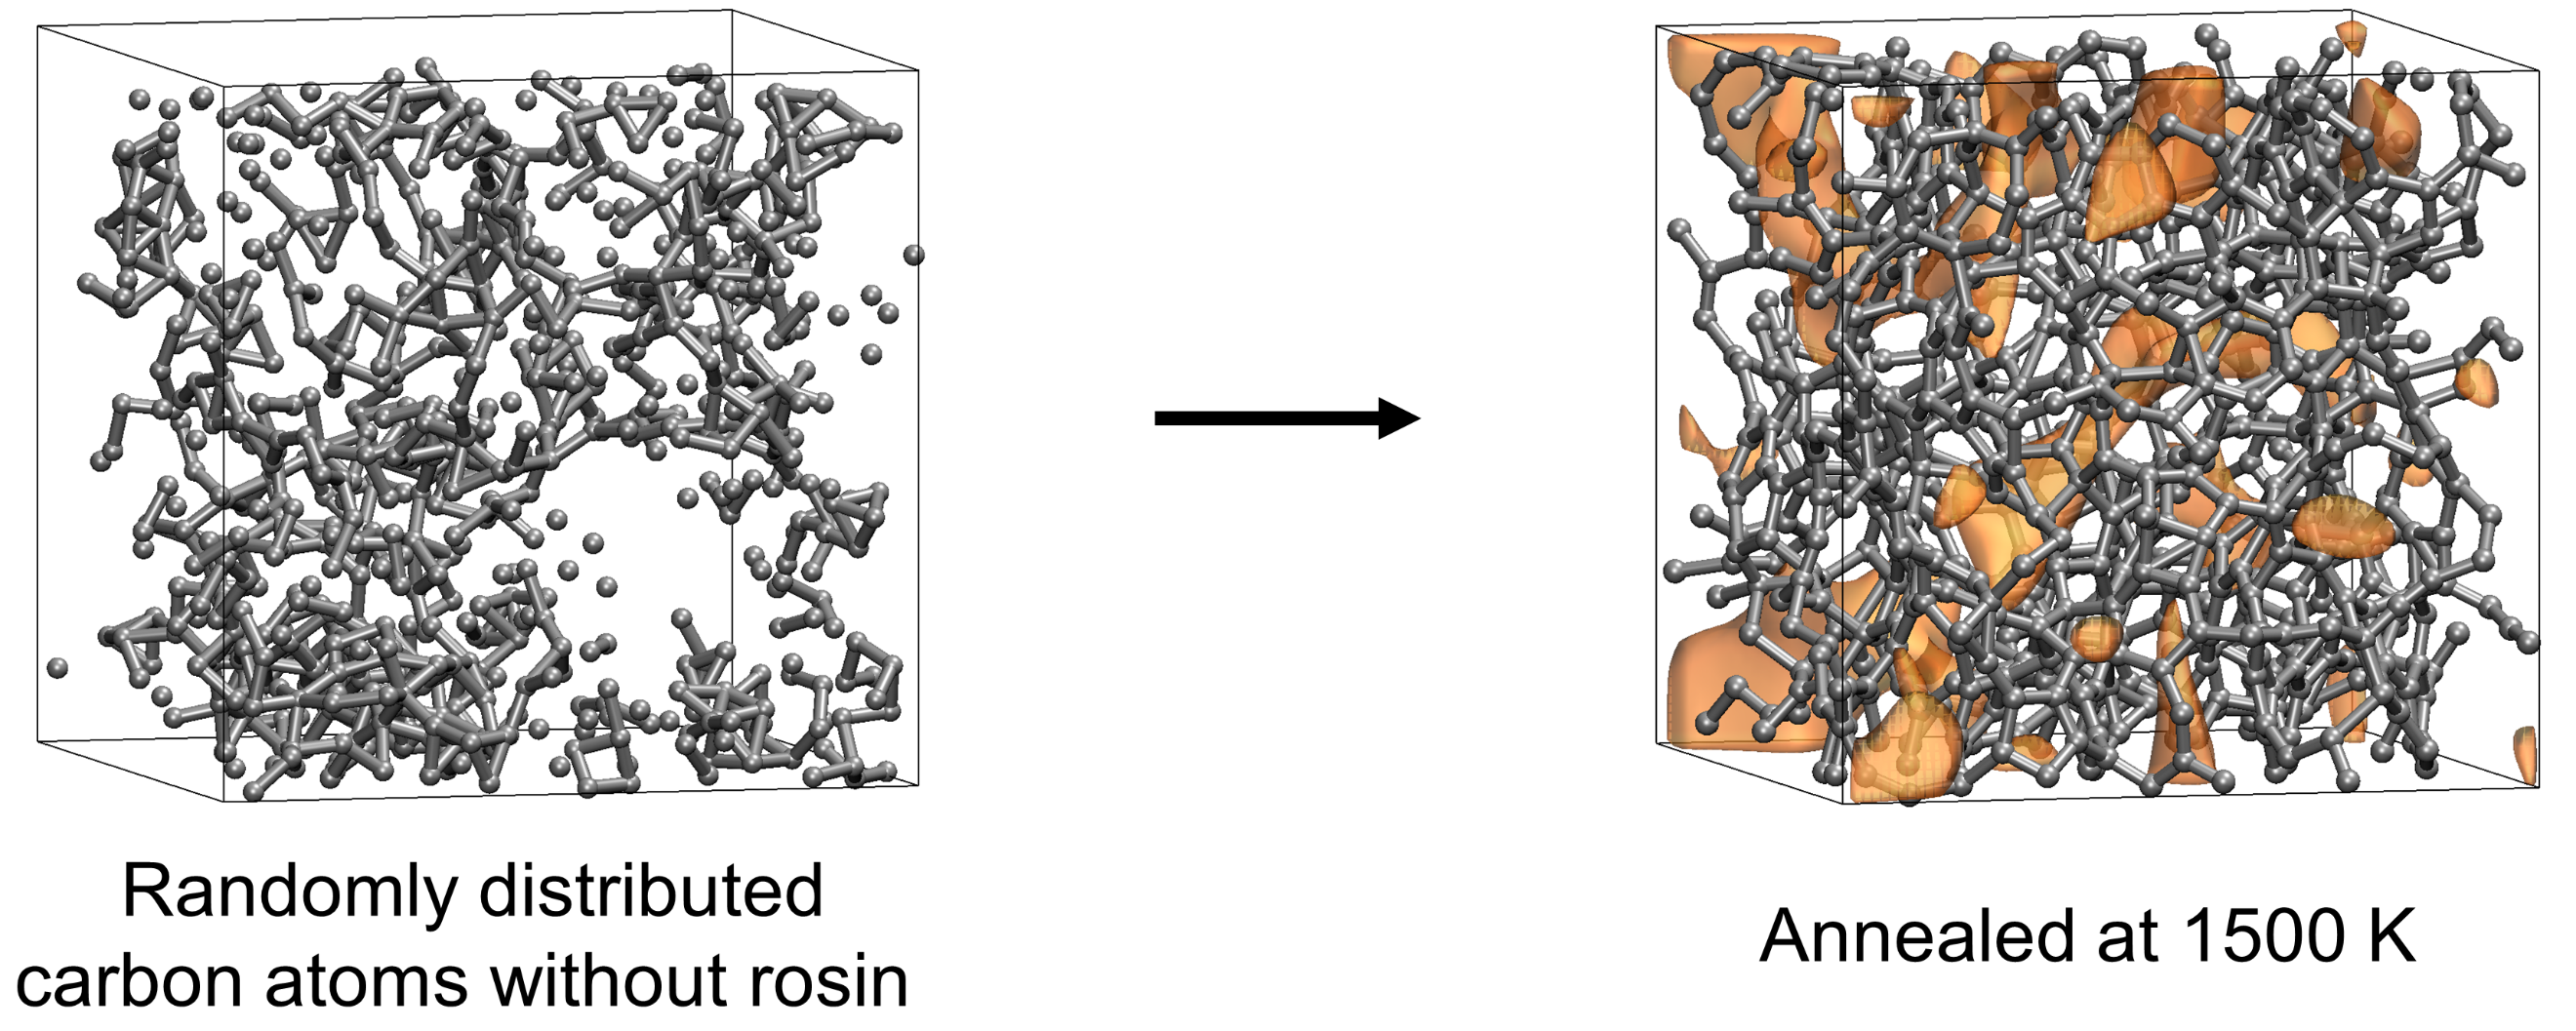 Randomly distributed
carbon atoms without rosin
Annealed at 1500 K